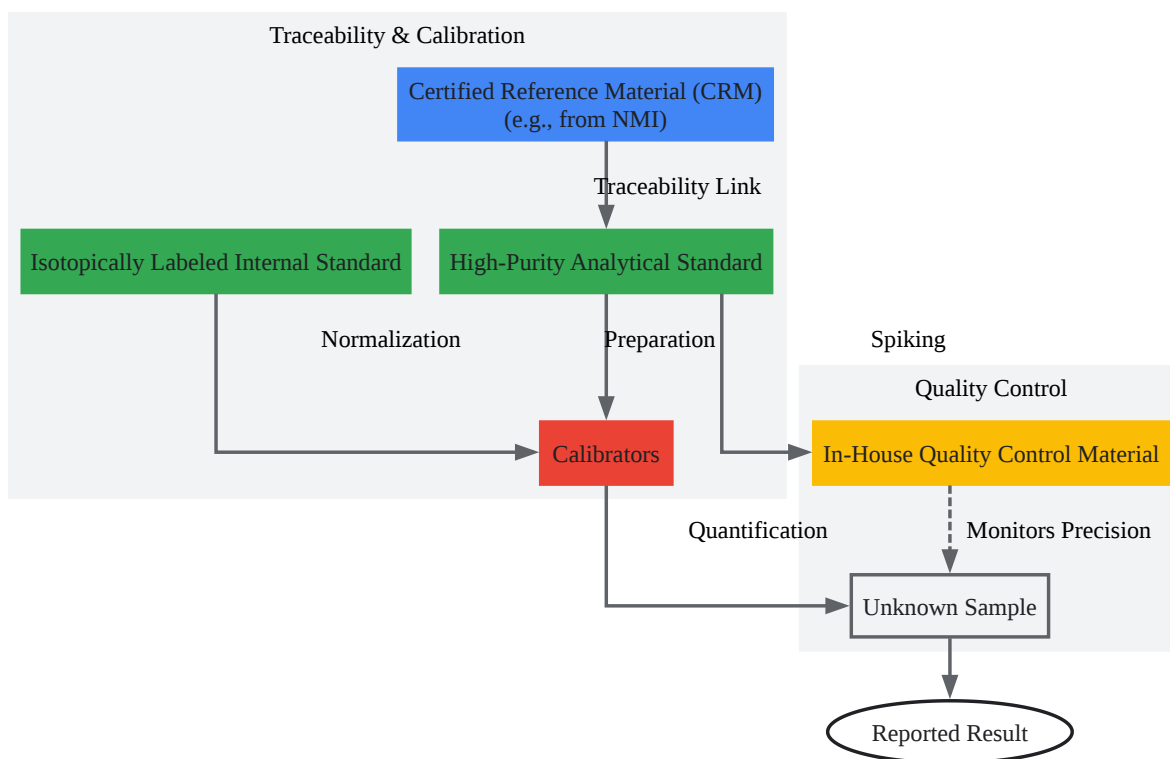 Traceability & Calibration
Certified Reference Material (CRM)
(e.g., from NMI)
Traceability Link
Isotopically Labeled Internal Standard
High-Purity Analytical Standard
Normalization
Preparation
Spiking
Quality Control
Calibrators
In-House Quality Control Material
Quantification
Monitors Precision
Unknown Sample
Reported Result